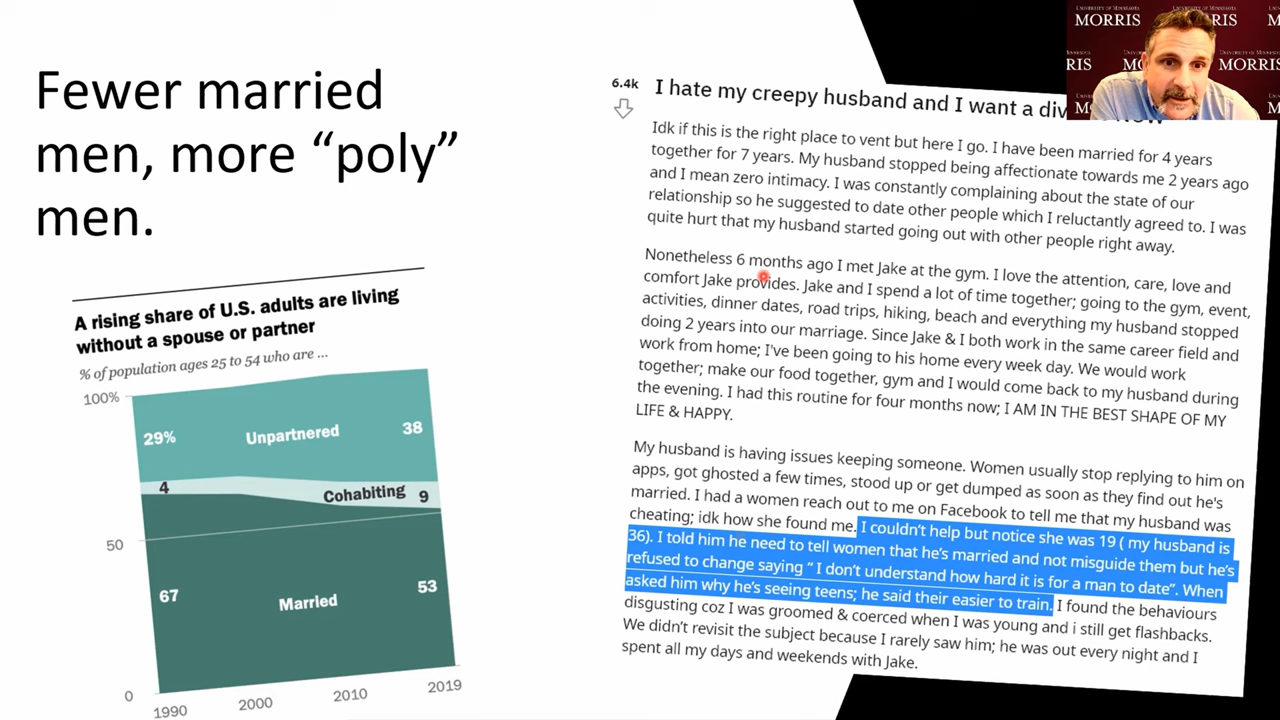 Fewer married
men, more “poly”
men.
A rising share of U.S. adults are living
without a spouse or partner
% of population ages 25 to 54 who are ...
100%
29%
Unpartnered
38
4
Cohabiting
9
50
67
Married
53
0
1990
2000
2010
2019
6.4k
I hate my creepy husband and I want a div
Idk if this is the right place to vent but here I go. I have been married for 4 years
together for 7 years. My husband stopped being affectionate towards me 2 years ago
and I mean zero intimacy. I was constantly complaining about the state of our
relationship so he suggested to date other people which I reluctantly agreed to. I was
quite hurt that my husband started going out with other people right away.
Nonetheless 6 months ago I met Jake at the gym. I love the attention, care, love and
comfort Jake provides. Jake and I spend a lot of time together; going to the gym, event,
activities, dinner dates, road trips, hiking, beach and everything my husband stopped
doing 2 years into our marriage. Since Jake & I both work in the same career field and
work from home; I've been going to his home every week day. We would work
together; make our food together, gym and I would come back to my husband during
the evening. I had this routine for four months now; I AM IN THE BEST SHAPE OF MY
LIFE & HAPPY.
My husband is having issues keeping someone. Women usually stop replying to him on
apps, got ghosted a few times, stood up or get dumped as soon as they find out he's
married. I had a women reach out to me on Facebook to tell me that my husband was
cheating; idk how she found me. I couldn't help but notice she was 19 ( my husband is
36). I told him he need to tell women that he's married and not misguide them but he's
refused to change saying “ I don't understand how hard it is for a man to date”. When
asked him why he's seeing teens; he said their easier to train. I found the behaviours
disgusting coz I was groomed & coerced when I was young and i still get flashbacks.
We didn't revisit the subject because I rarely saw him; he was out every night and I
spent all my days and weekends with Jake.
UNIVERSITY OF MINNESOTA
MORRIS
MORRIS